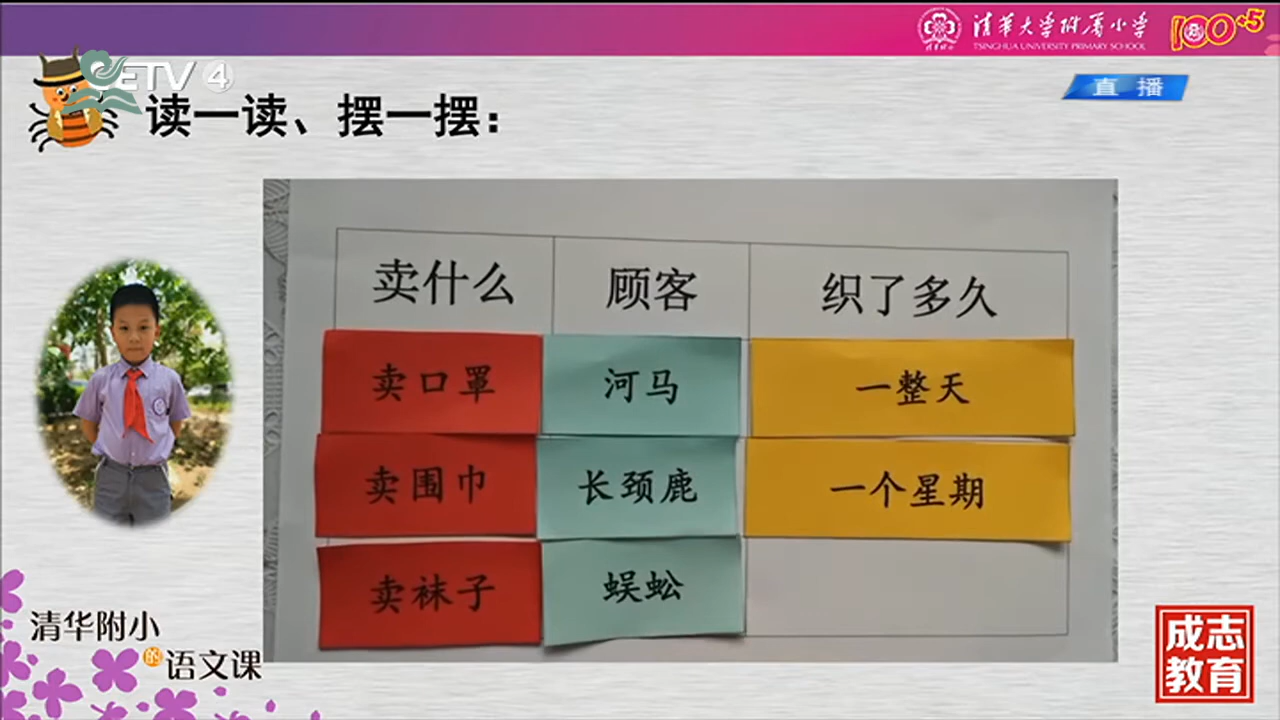 清华大学附属小学
TSINGHUA UNIVERSITY PRIMARY SCHOOL
100+5
CETV 4
直播
读一读、摆一摆：
卖什么 顾客 织了多久
卖口罩 河马 一整天
卖围巾 长颈鹿 一个星期
卖袜子 蜈蚣
清华附小
的语文课
成志
教育